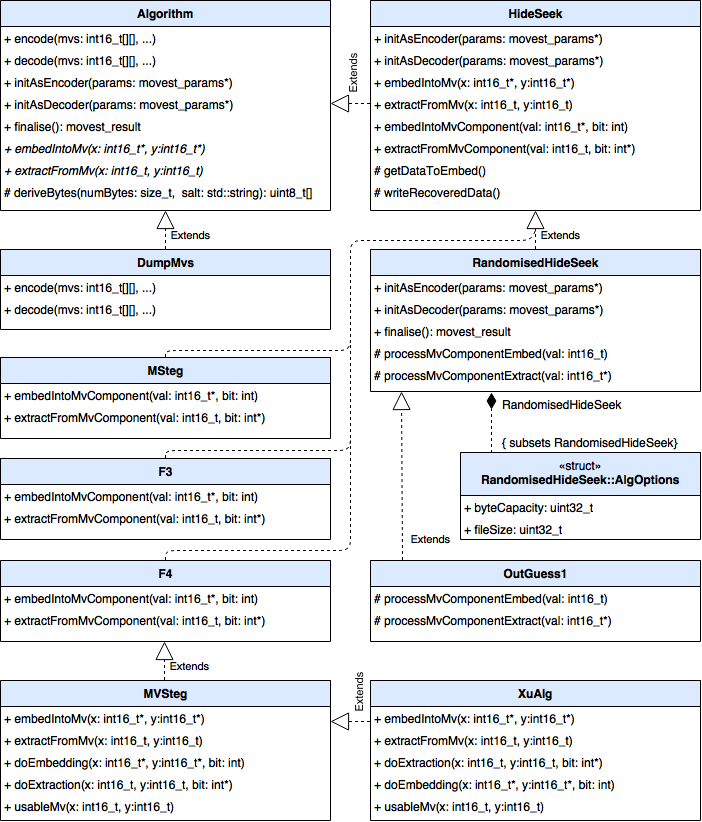 Algorithm
+ encode(mvs: int16_t[][], ...)
+ decode(mvs: int16_t[][], ...)
+ initAsEncoder(params: movest_params*)
+ initAsDecoder(params: movest_params*)
+ finalise(): movest_result
+ embedIntoMv(x: int16_t*, y:int16_t*)
+ extractFromMv(x: int16_t, y:int16_t)
# deriveBytes(numBytes: size_t,  salt: std::string): uint8_t[]
Extends
HideSeek
+ initAsEncoder(params: movest_params*)
+ initAsDecoder(params: movest_params*)
+ embedIntoMv(x: int16_t*, y:int16_t*)
+ extractFromMv(x: int16_t, y:int16_t)
+ embedIntoMvComponent(val: int16_t*, bit: int)
+ extractFromMvComponent(val: int16_t, bit: int*)
# getDataToEmbed()
# writeRecoveredData()
Extends
Extends
DumpMvs
+ encode(mvs: int16_t[][], ...)
+ decode(mvs: int16_t[][], ...)
RandomisedHideSeek
+ initAsEncoder(params: movest_params*)
+ initAsDecoder(params: movest_params*)
+ finalise(): movest_result
# processMvComponentEmbed(val: int16_t)
# processMvComponentExtract(val: int16_t*)
MSteg
+ embedIntoMvComponent(val: int16_t*, bit: int)
+ extractFromMvComponent(val: int16_t, bit: int*)
RandomisedHideSeek
{ subsets RandomisedHideSeek}
F3
+ embedIntoMvComponent(val: int16_t*, bit: int)
+ extractFromMvComponent(val: int16_t, bit: int*)
«struct»
RandomisedHideSeek::AlgOptions
+ byteCapacity: uint32_t
+ fileSize: uint32_t
Extends
F4
+ embedIntoMvComponent(val: int16_t*, bit: int)
+ extractFromMvComponent(val: int16_t, bit: int*)
OutGuess1
# processMvComponentEmbed(val: int16_t)
# processMvComponentExtract(val: int16_t*)
Extends
MVSteg
+ embedIntoMv(x: int16_t*, y:int16_t*)
+ extractFromMv(x: int16_t, y:int16_t)
+ doEmbedding(x: int16_t*, y:int16_t*, bit: int)
+ doExtraction(x: int16_t, y:int16_t, bit: int*)
+ usableMv(x: int16_t, y:int16_t)
Extends
XuAlg
+ embedIntoMv(x: int16_t*, y:int16_t*)
+ extractFromMv(x: int16_t, y:int16_t)
+ doExtraction(x: int16_t, y:int16_t, bit: int*)
+ doEmbedding(x: int16_t*, y:int16_t*, bit: int)
+ usableMv(x: int16_t, y:int16_t)